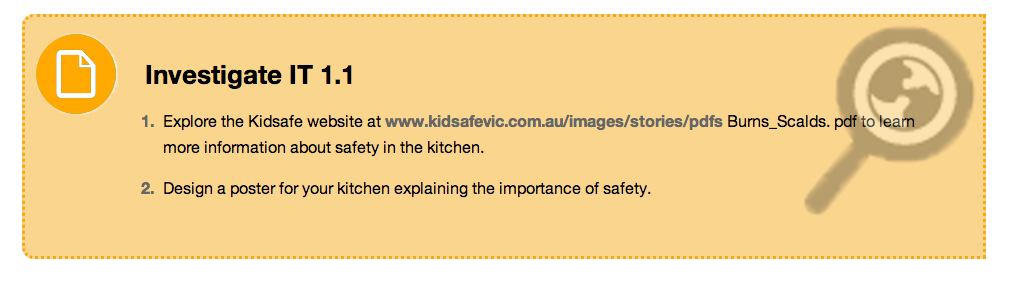 Investigate IT 1.1
1. Explore the Kidsafe website at www.kidsafevic.com.au/images/stories/pdfs Burns_Scalds. pdf to learn
more information about safety in the kitchen.
2. Design a poster for your kitchen explaining the importance of safety.